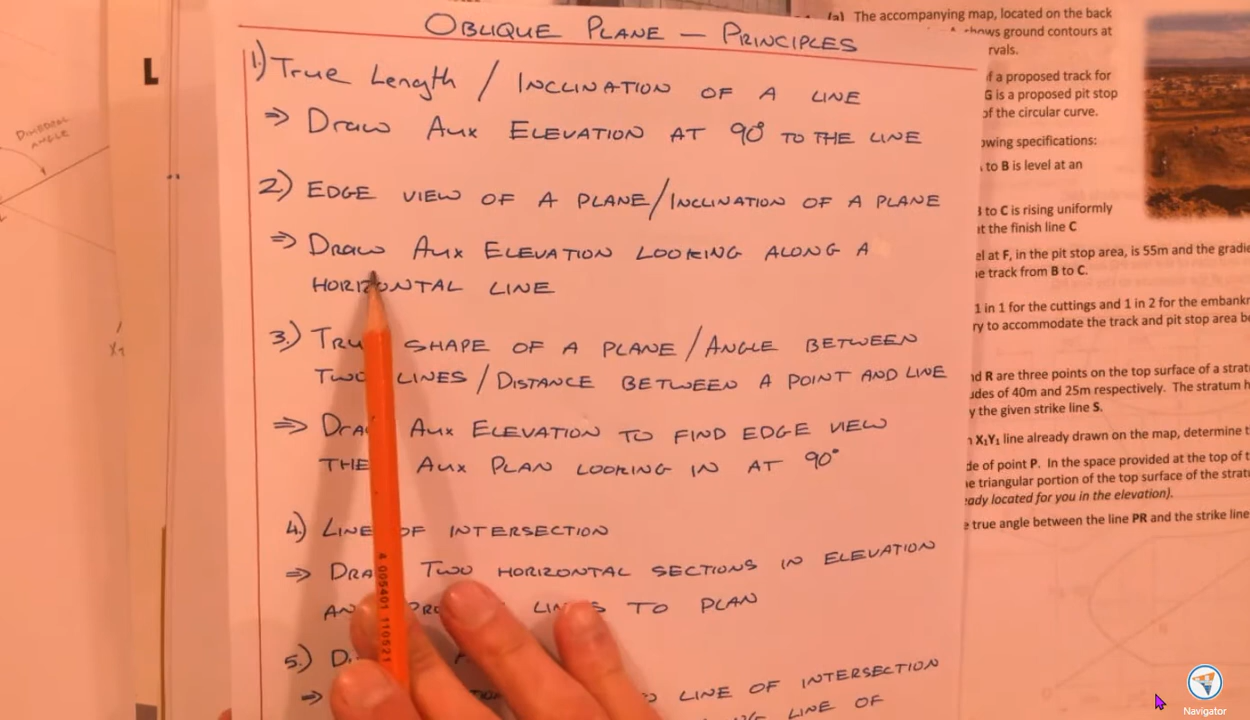 OBLIQUE PLANE — PRINCIPLES
1.) True Length / INCLINATION OF A LINE
⇒ DRAW AUX ELEVATION AT 90° TO THE LINE
2) EDGE VIEW OF A PLANE/INCLINATION OF A PLANE
⇒ DRAW AUX ELEVATION LOOKING ALONG A
HORIZONTAL LINE
3.) TRU SHAPE OF A PLANE/ANGLE BETWEEN
TWO LINES / DISTANCE BETWEEN A POINT AND LINE
⇒ DRA AUX ELEVATION TO FIND EDGE VIEW
THE AUX PLAN LOOKING IN AT 90°
4.) LINE OF INTERSECTION
⇒ DRA TWO HORIZONTAL SECTIONS IN ELEVATION
AN TO PLAN
5.) D
⇒ LINE OF INTERSECTION
LINE OF
(a) The accompanying map, located on the back
shows ground contours at
rvals.
f a proposed track for
G is a proposed pit stop
of the circular curve.
owing specifications:
to B is level at an
B to C is rising uniformly
t the finish line C
el at F, in the pit stop area, is 55m and the gradie
e track from B to C.
1 in 1 for the cuttings and 1 in 2 for the embankr
ry to accommodate the track and pit stop area b
nd R are three points on the top surface of a strat
udes of 40m and 25m respectively. The stratum h
y the given strike line S.
X₁Y₁ line already drawn on the map, determine t
de of point P. In the space provided at the top of t
e triangular portion of the top surface of the strat
eady located for you in the elevation).
e true angle between the line PR and the strike line
L
DIHEDRAL
ANGLE
X₁
4 005401 110521
Navigator